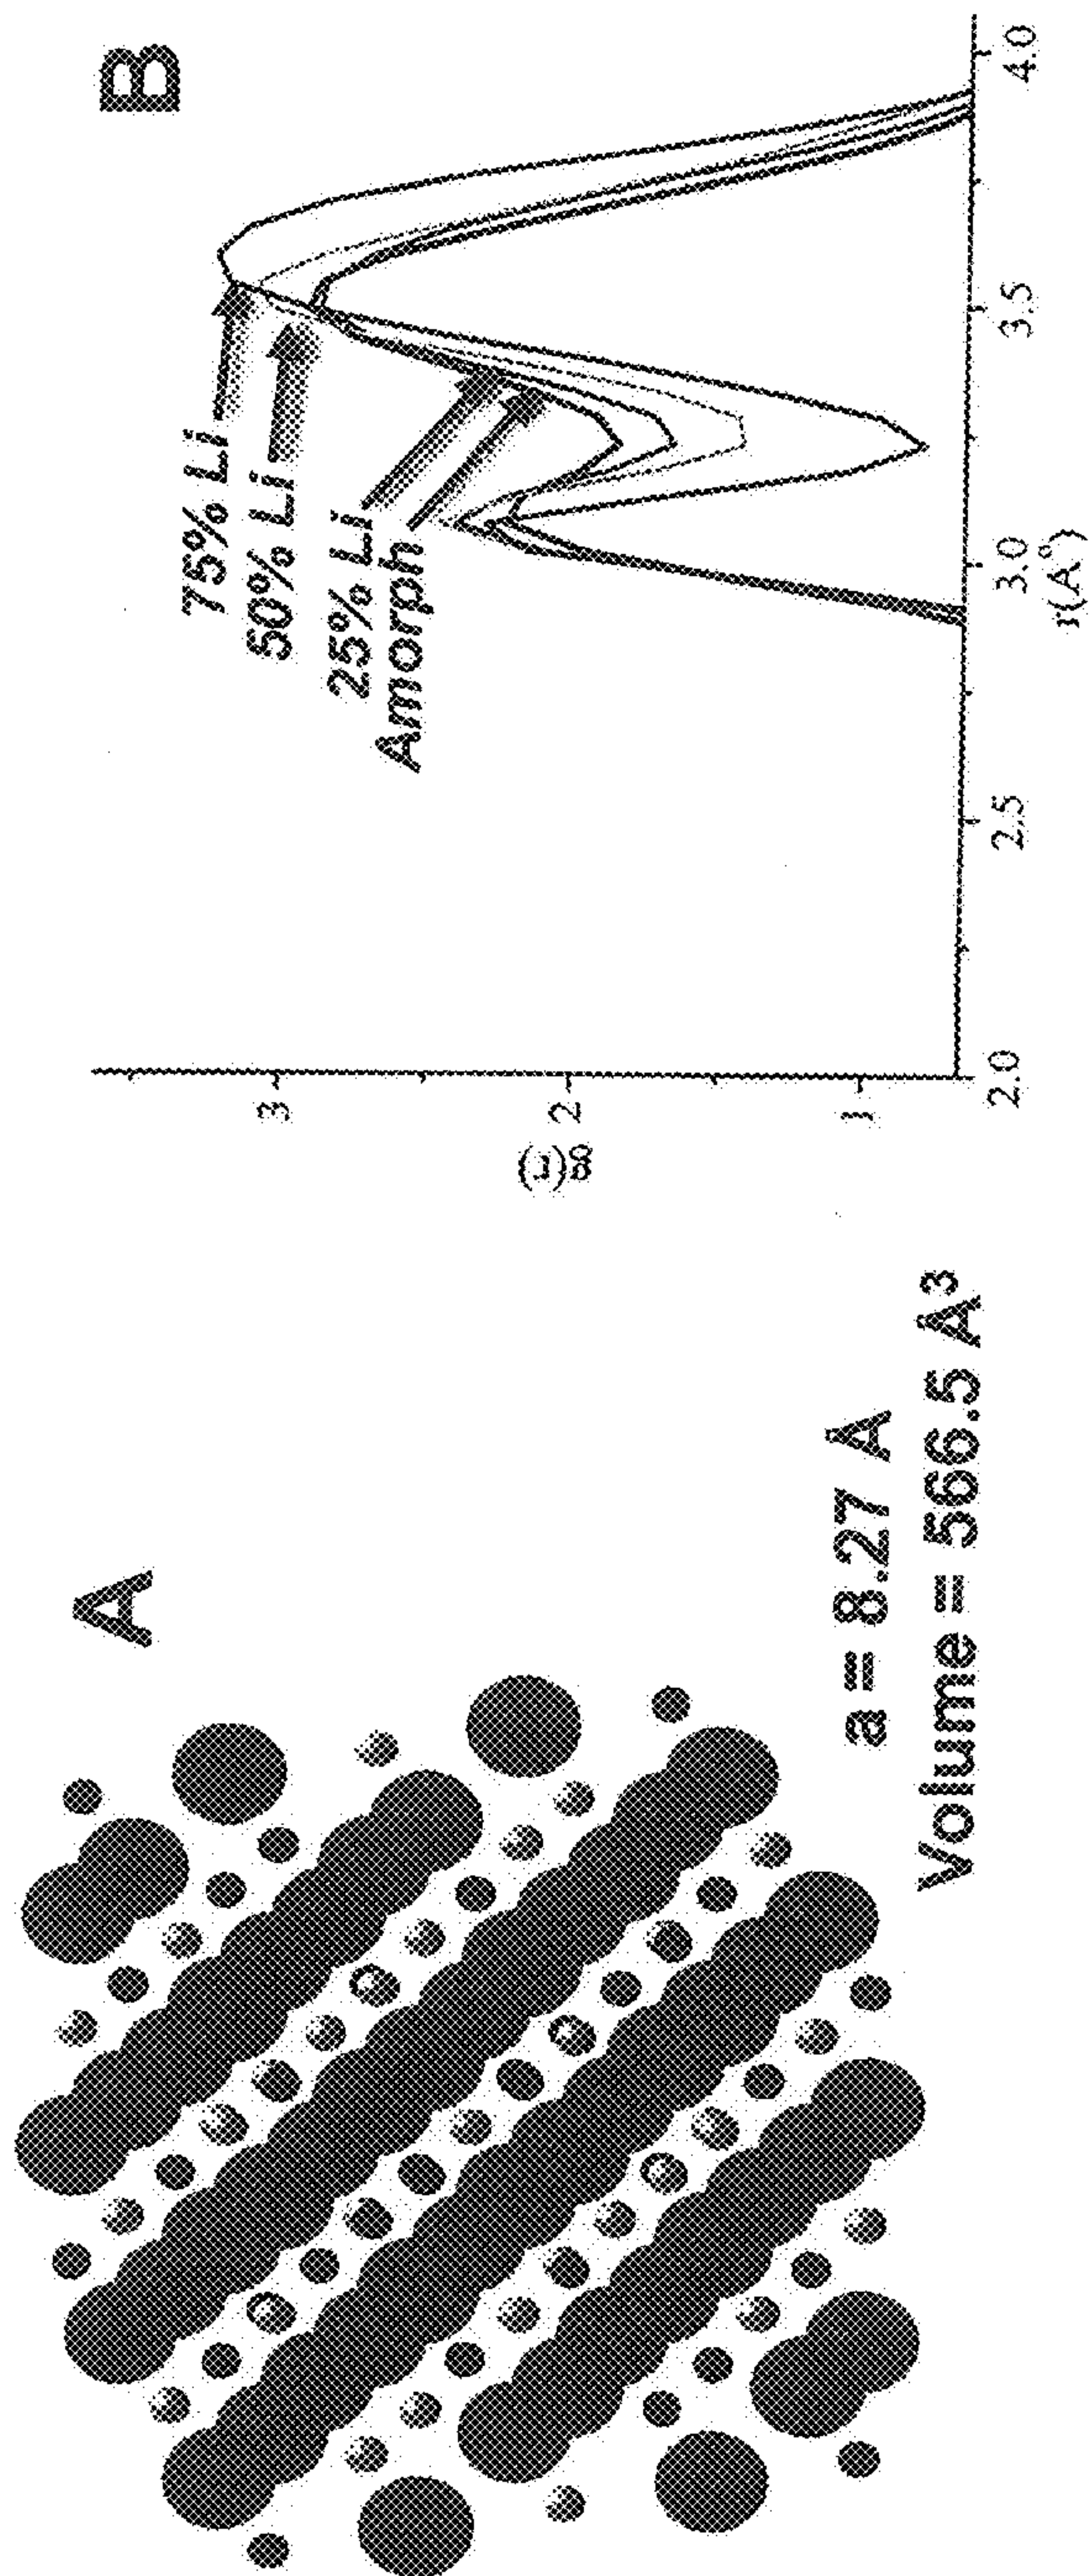 A
a = 8.27 Å
Volume = 566.5 Å³
B
75% Li
50% Li
25% Li
Amorph
g(r)
3
2
1
2.0
2.5
3.0
3.5
4.0
r(A°)